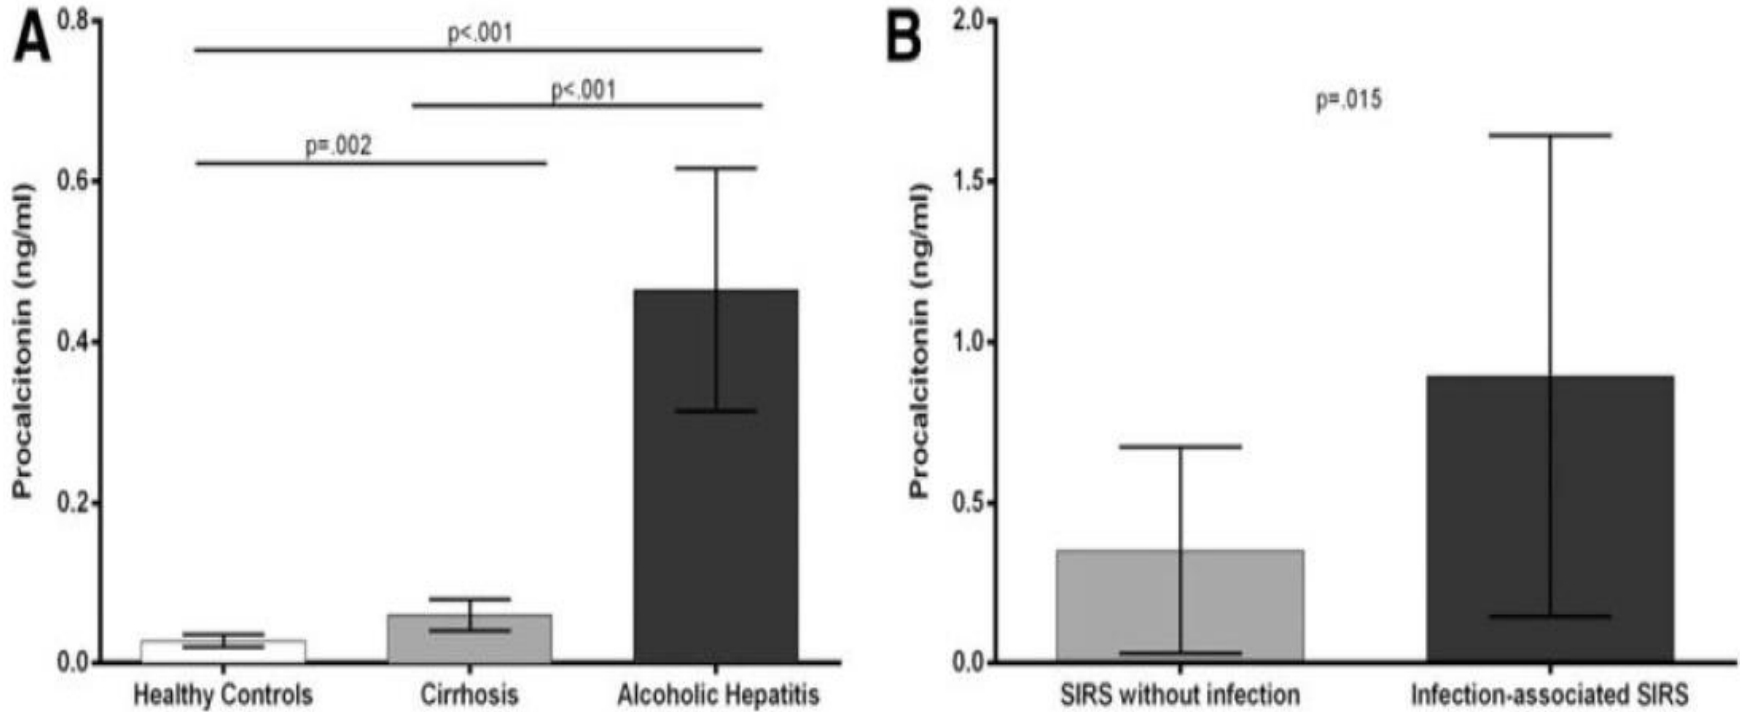 A
0.8
0.6
0.4
0.2
0.0
Procalcitonin (ng/ml)
p<.001
p<.001
p=.002
Healthy Controls
Cirrhosis
Alcoholic Hepatitis
B
2.0
1.5
1.0
0.5
0.0
Procalcitonin (ng/ml)
p=.015
SIRS without infection
Infection-associated SIRS